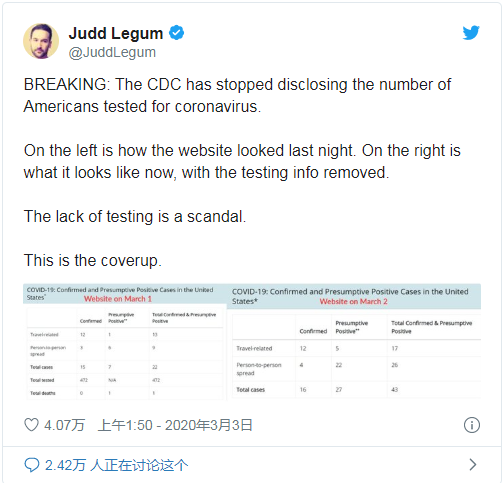 Judd Legum
@JuddLegum
BREAKING: The CDC has stopped disclosing the number of
Americans tested for coronavirus.
On the left is how the website looked last night. On the right is
what it looks like now, with the testing info removed.
The lack of testing is a scandal.
This is the coverup.
COVID-19: Confirmed and Presumptive Positive Cases in the United
States*
Website on March 1
Confirmed
Presumptive
Positive**
Total Confirmed & Presumptive
Positive
Travel-related 12 1
Person-to-person
spread
Total cases 15 7 22
Total tested 472 N/A 472
Total deaths 0 1 1
COVID-19: Confirmed and Presumptive Positive Cases in the United
States*
Website on March 2
Confirmed
Presumptive
Positive**
Total Confirmed & Presumptive
Positive
Travel-related 12 5 17
Person-to-person
spread
4 22 26
Total cases 16 27 43
4.07万 上午1:50 - 2020年3月3日
2.42万 人正在讨论这个